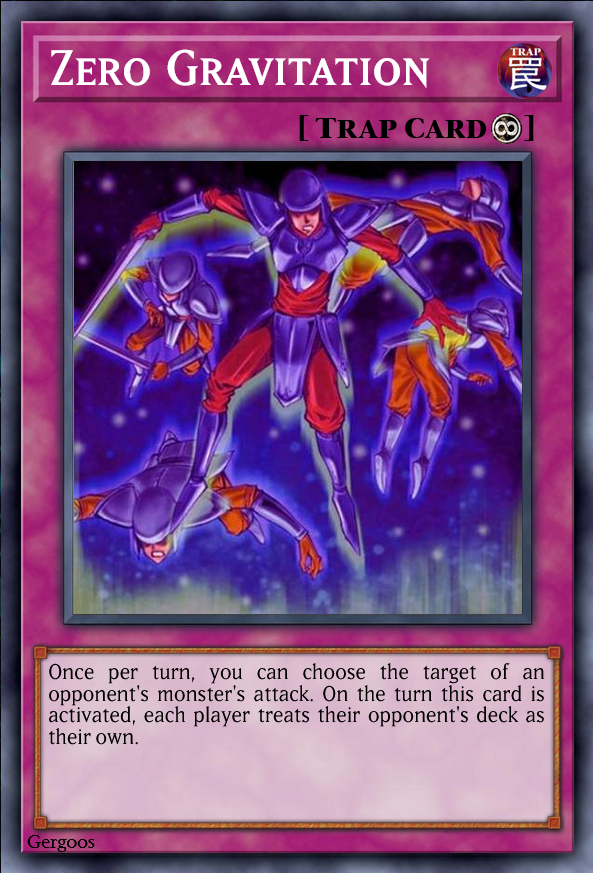 Zero Gravitation
TRAP
罠
[ Trap Card ]
Once per turn, you can choose the target of an
opponent's monster's attack. On the turn this card is
activated, each player treats their opponent's deck as
their own.
Gergoos